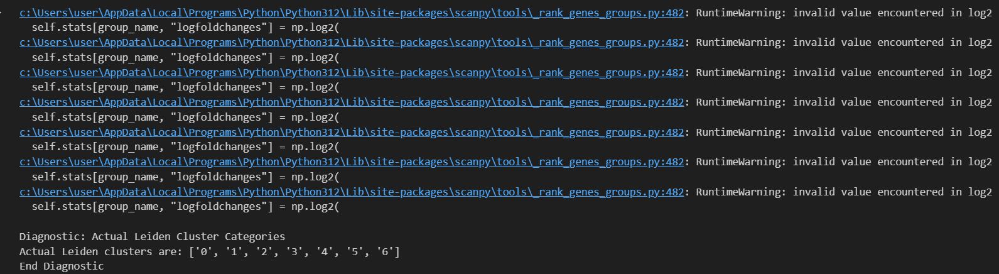 c:\Users\user\AppData\Local\Programs\Python\Python312\Lib\site-packages\scanpy\tools\_rank_genes_groups.py:482: RuntimeWarning: invalid value encountered in log2
  self.stats[group_name, "logfoldchanges"] = np.log2(
c:\Users\user\AppData\Local\Programs\Python\Python312\Lib\site-packages\scanpy\tools\_rank_genes_groups.py:482: RuntimeWarning: invalid value encountered in log2
  self.stats[group_name, "logfoldchanges"] = np.log2(
c:\Users\user\AppData\Local\Programs\Python\Python312\Lib\site-packages\scanpy\tools\_rank_genes_groups.py:482: RuntimeWarning: invalid value encountered in log2
  self.stats[group_name, "logfoldchanges"] = np.log2(
c:\Users\user\AppData\Local\Programs\Python\Python312\Lib\site-packages\scanpy\tools\_rank_genes_groups.py:482: RuntimeWarning: invalid value encountered in log2
  self.stats[group_name, "logfoldchanges"] = np.log2(
c:\Users\user\AppData\Local\Programs\Python\Python312\Lib\site-packages\scanpy\tools\_rank_genes_groups.py:482: RuntimeWarning: invalid value encountered in log2
  self.stats[group_name, "logfoldchanges"] = np.log2(
c:\Users\user\AppData\Local\Programs\Python\Python312\Lib\site-packages\scanpy\tools\_rank_genes_groups.py:482: RuntimeWarning: invalid value encountered in log2
  self.stats[group_name, "logfoldchanges"] = np.log2(
c:\Users\user\AppData\Local\Programs\Python\Python312\Lib\site-packages\scanpy\tools\_rank_genes_groups.py:482: RuntimeWarning: invalid value encountered in log2
  self.stats[group_name, "logfoldchanges"] = np.log2(

Diagnostic: Actual Leiden Cluster Categories
Actual Leiden clusters are: ['0', '1', '2', '3', '4', '5', '6']
End Diagnostic